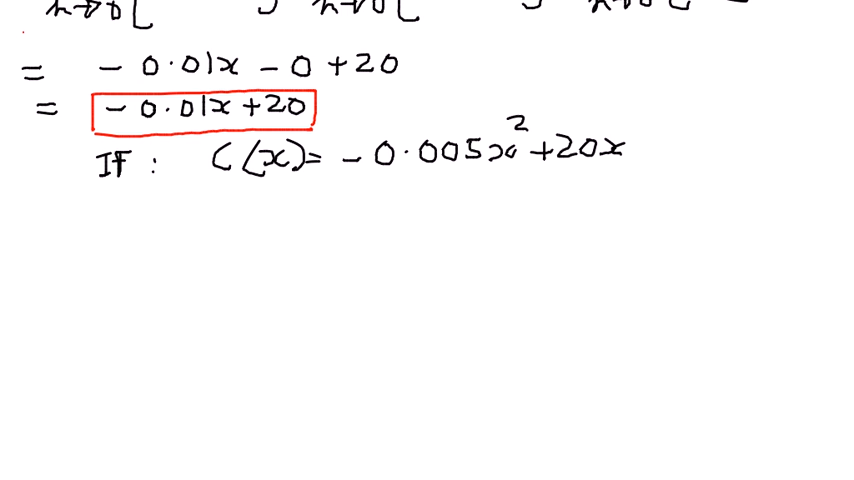 = - 0.01x - 0 + 20
= - 0.01x + 20
If : C(x) = - 0.005x² + 20x